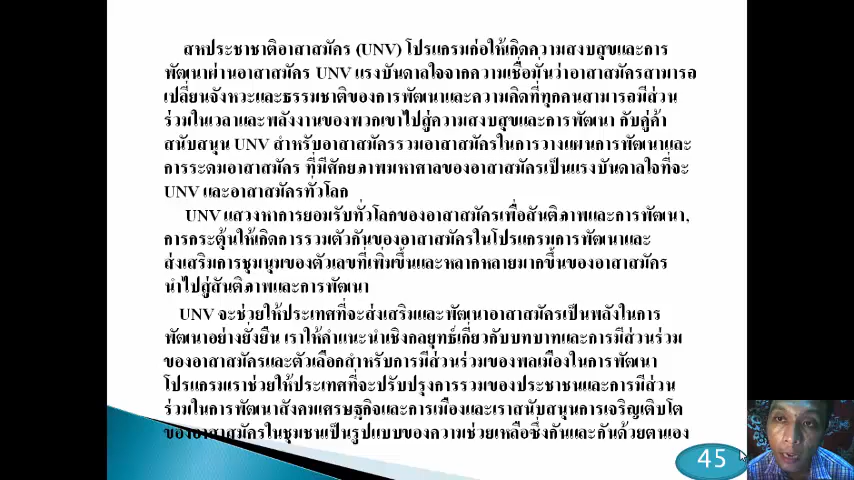 สหประชาชาติอาสาสมัคร (UNV) โปรแกรมก่อให้เกิดความสงบสุขและการ
พัฒนาผ่านอาสาสมัคร UNV แรงบันดาลใจจากความเชื่อมั่นว่าอาสาสมัครสามารถ
เปลี่ยนจังหวะและธรรมชาติของการพัฒนาและความคิดที่ทุกคนสามารถมีส่วน
ร่วมในเวลาและพลังงานของพวกเขาไปสู่ความสงบสุขและการพัฒนา กับคู่ค้า
สนับสนุน UNV สำหรับอาสาสมัครรวมอาสาสมัครในการวางแผนการพัฒนาและ
การระดมอาสาสมัคร ที่มีศักยภาพมหาศาลของอาสาสมัครเป็นแรงบันดาลใจที่จะ
UNV และอาสาสมัครทั่วโลก
UNV แสวงหาการยอมรับทั่วโลกของอาสาสมัครเพื่อสันติภาพและการพัฒนา,
การกระตุ้นให้เกิดการรวมตัวกันของอาสาสมัครในโปรแกรมการพัฒนาและ
ส่งเสริมการชุมนุมของตัวเลขที่เพิ่มขึ้นและหลากหลายมากขึ้นของอาสาสมัคร
นำไปสู่สันติภาพและการพัฒนา
UNV จะช่วยให้ประเทศที่จะส่งเสริมและพัฒนาอาสาสมัครเป็นพลังในการ
พัฒนาอย่างยั่งยืน เราให้คำแนะนำเชิงกลยุทธ์เกี่ยวกับบทบาทและการมีส่วนร่วม
ของอาสาสมัครและตัวเลือกสำหรับการมีส่วนร่วมของพลเมืองในการพัฒนา
โปรแกรมเราช่วยให้ประเทศที่จะปรับปรุงการรวมของประชาชนและการมีส่วน
ร่วมในการพัฒนาสังคมเศรษฐกิจและการเมืองและเราสนับสนุนการเจริญเติบโต
ของอาสาสมัครในชุมชนเป็นรูปแบบของความช่วยเหลือซึ่งกันและกันด้วยตนเอง
45